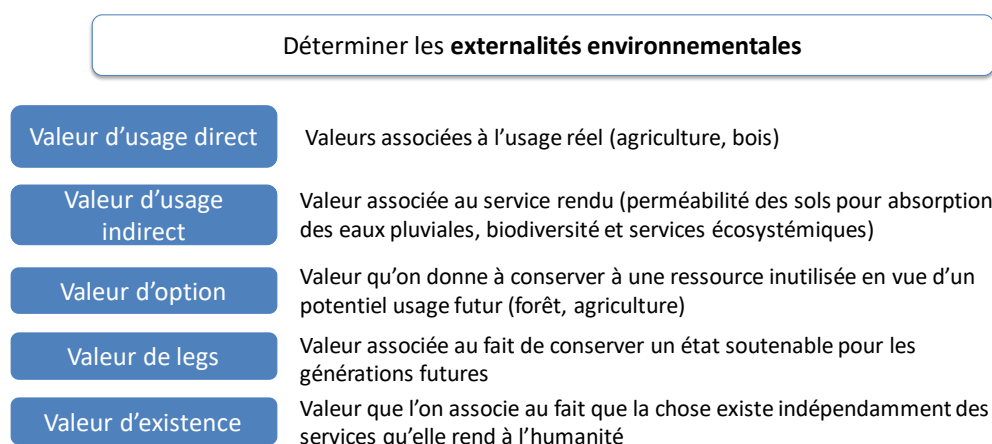 Déterminer les externalités environnementales
Valeur d’usage direct
Valeurs associées à l’usage réel (agriculture, bois)
Valeur d’usage
indirect
Valeur associée au service rendu (perméabilité des sols pour absorption
des eaux pluviales, biodiversité et services écosystémiques)
Valeur d’option
Valeur qu’on donne à conserver à une ressource inutilisée en vue d’un
potentiel usage futur (forêt, agriculture)
Valeur de legs
Valeur associée au fait de conserver un état soutenable pour les
générations futures
Valeur d’existence
Valeur que l’on associe au fait que la chose existe indépendamment des
services qu’elle rend à l’humanité